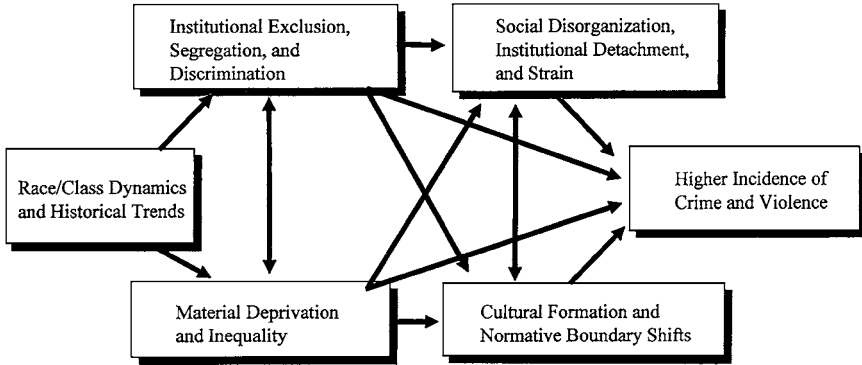 Institutional Exclusion,
Segregation, and
Discrimination
Social Disorganization,
Institutional Detachment,
and Strain
Race/Class Dynamics
and Historical Trends
Higher Incidence of
Crime and Violence
Material Deprivation
and Inequality
Cultural Formation and
Normative Boundary Shifts